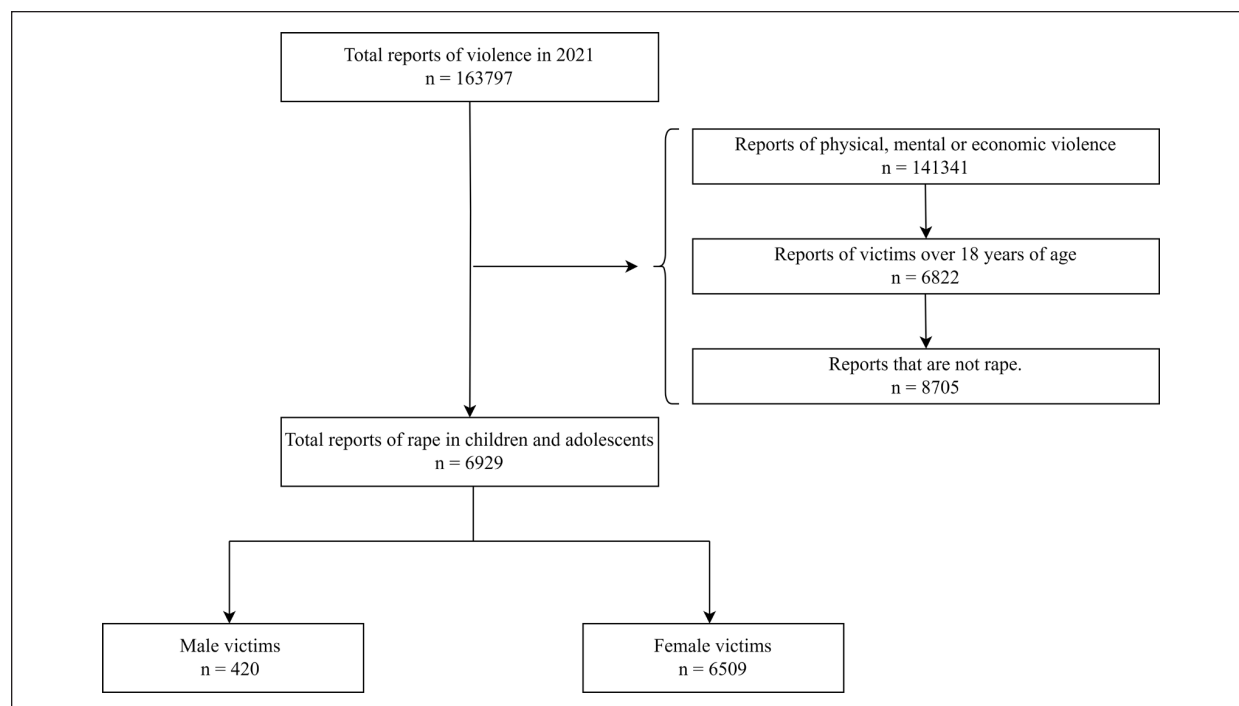 Total reports of violence in 2021
n = 163797
Reports of physical, mental or economic violence
n = 141341
Reports of victims over 18 years of age
n = 6822
Reports that are not rape.
n = 8705
Total reports of rape in children and adolescents
n = 6929
Male victims
n = 420
Female victims
n = 6509